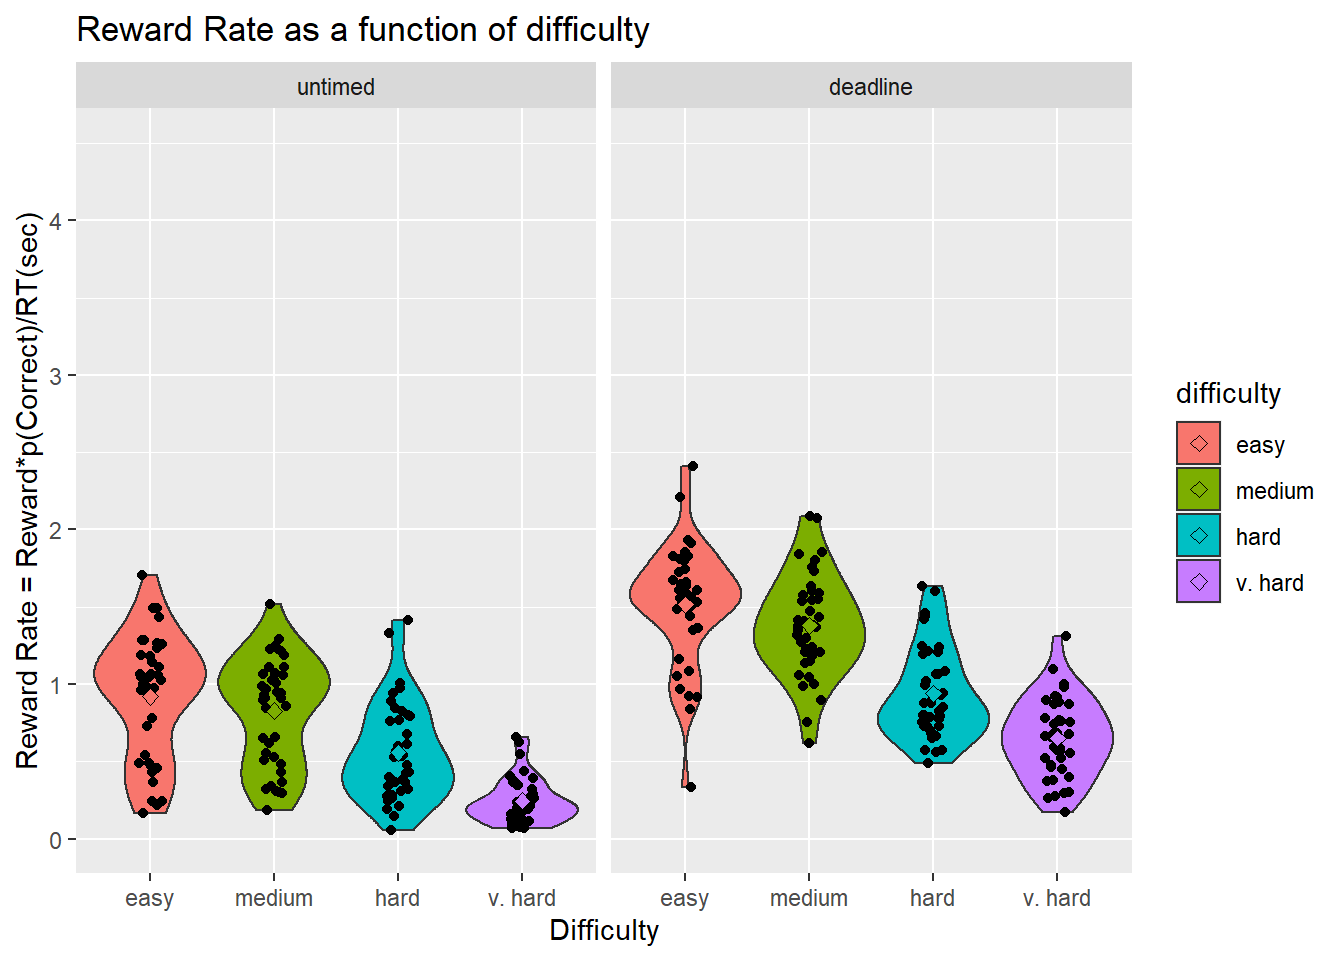 Reward Rate as a function of difficulty
untimed
deadline
Reward Rate = Reward*p(Correct)/RT(sec)
4
3
2
1
0
easy
medium
hard
v. hard
easy
medium
hard
v. hard
Difficulty
difficulty
easy
medium
hard
v. hard